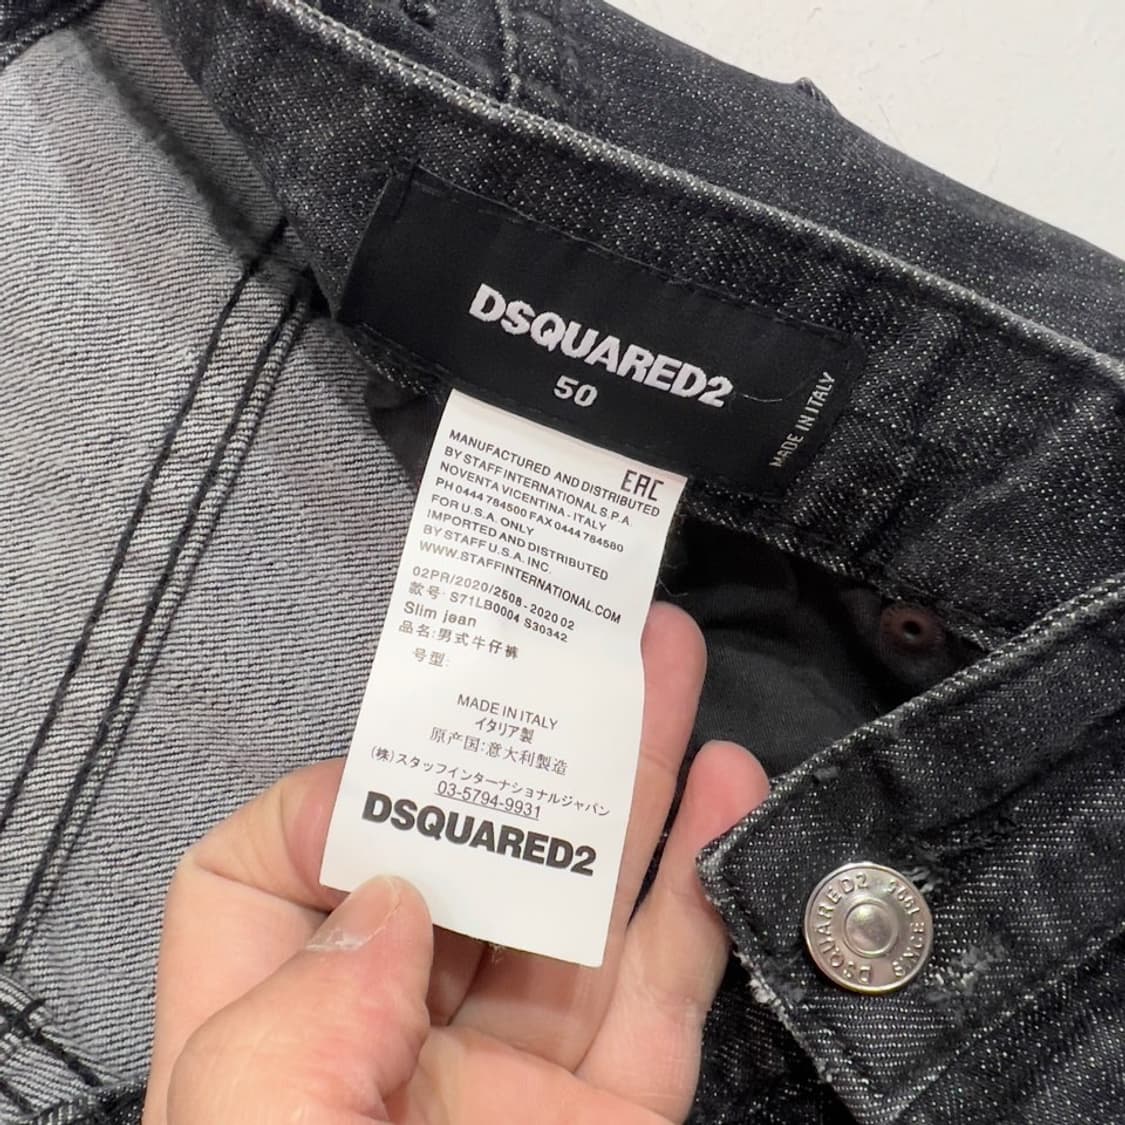 DSQUARED2
50
MADE IN ITALY
EAC
MANUFACTURED AND DISTRIBUTED
BY STAFF INTERNATIONAL S.P.A.
NOVENTA VICENTINA - ITALY
PH 0444 784500 FAX 0444 784580
FOR U.S.A. ONLY
IMPORTED AND DISTRIBUTED
BY STAFF U.S.A. INC.
WWW.STAFFINTERNATIONAL.COM
02PR/2020/2508 - 2020 02
款号: S71LB0004 S30342
Slim jean
品名:男式牛仔裤
号型:
MADE IN ITALY
イタリア製
原产国:意大利製造
(株)スタッフインターナショナルジャパン
03-5794-9931
DSQUARED2
DSQUARED2 SINCE 1995